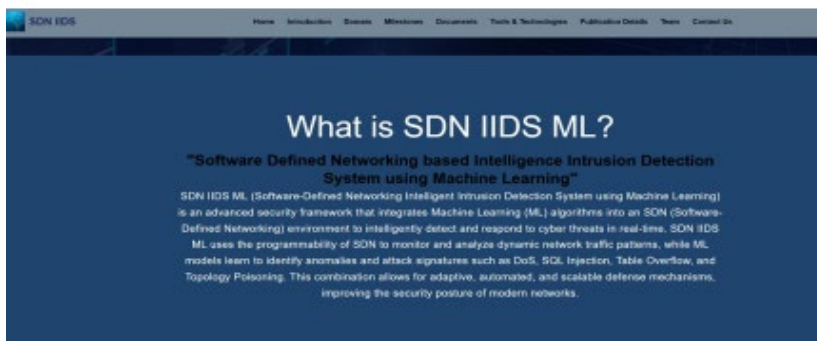 SDN IIDS
Home Introduction Domain Milestones Documents Tools & Technologies Publication Details Team Contact Us
What is SDN IIDS ML?
"Software Defined Networking based Intelligence Intrusion Detection
System using Machine Learning"
SDN IIDS ML (Software-Defined Networking Intelligent Intrusion Detection System using Machine Learning)
is an advanced security framework that integrates Machine Learning (ML) algorithms into an SDN (Software-
Defined Networking) environment to intelligently detect and respond to cyber threats in real-time. SDN IIDS
ML uses the programmability of SDN to monitor and analyze dynamic network traffic patterns, while ML
models learn to identify anomalies and attack signatures such as DoS, SQL Injection, Table Overflow, and
Topology Poisoning. This combination allows for adaptive, automated, and scalable defense mechanisms,
improving the security posture of modern networks.